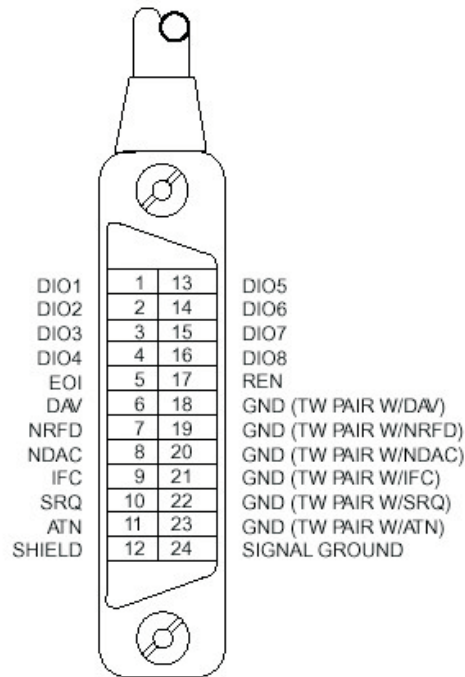 DIO1 1 13 DIO5
DIO2 2 14 DIO6
DIO3 3 15 DIO7
DIO4 4 16 DIO8
EOI 5 17 REN
DAV 6 18 GND (TW PAIR W/DAV)
NRFD 7 19 GND (TW PAIR W/NRFD)
NDAC 8 20 GND (TW PAIR W/NDAC)
IFC 9 21 GND (TW PAIR W/IFC)
SRQ 10 22 GND (TW PAIR W/SRQ)
ATN 11 23 GND (TW PAIR W/ATN)
SHIELD 12 24 SIGNAL GROUND